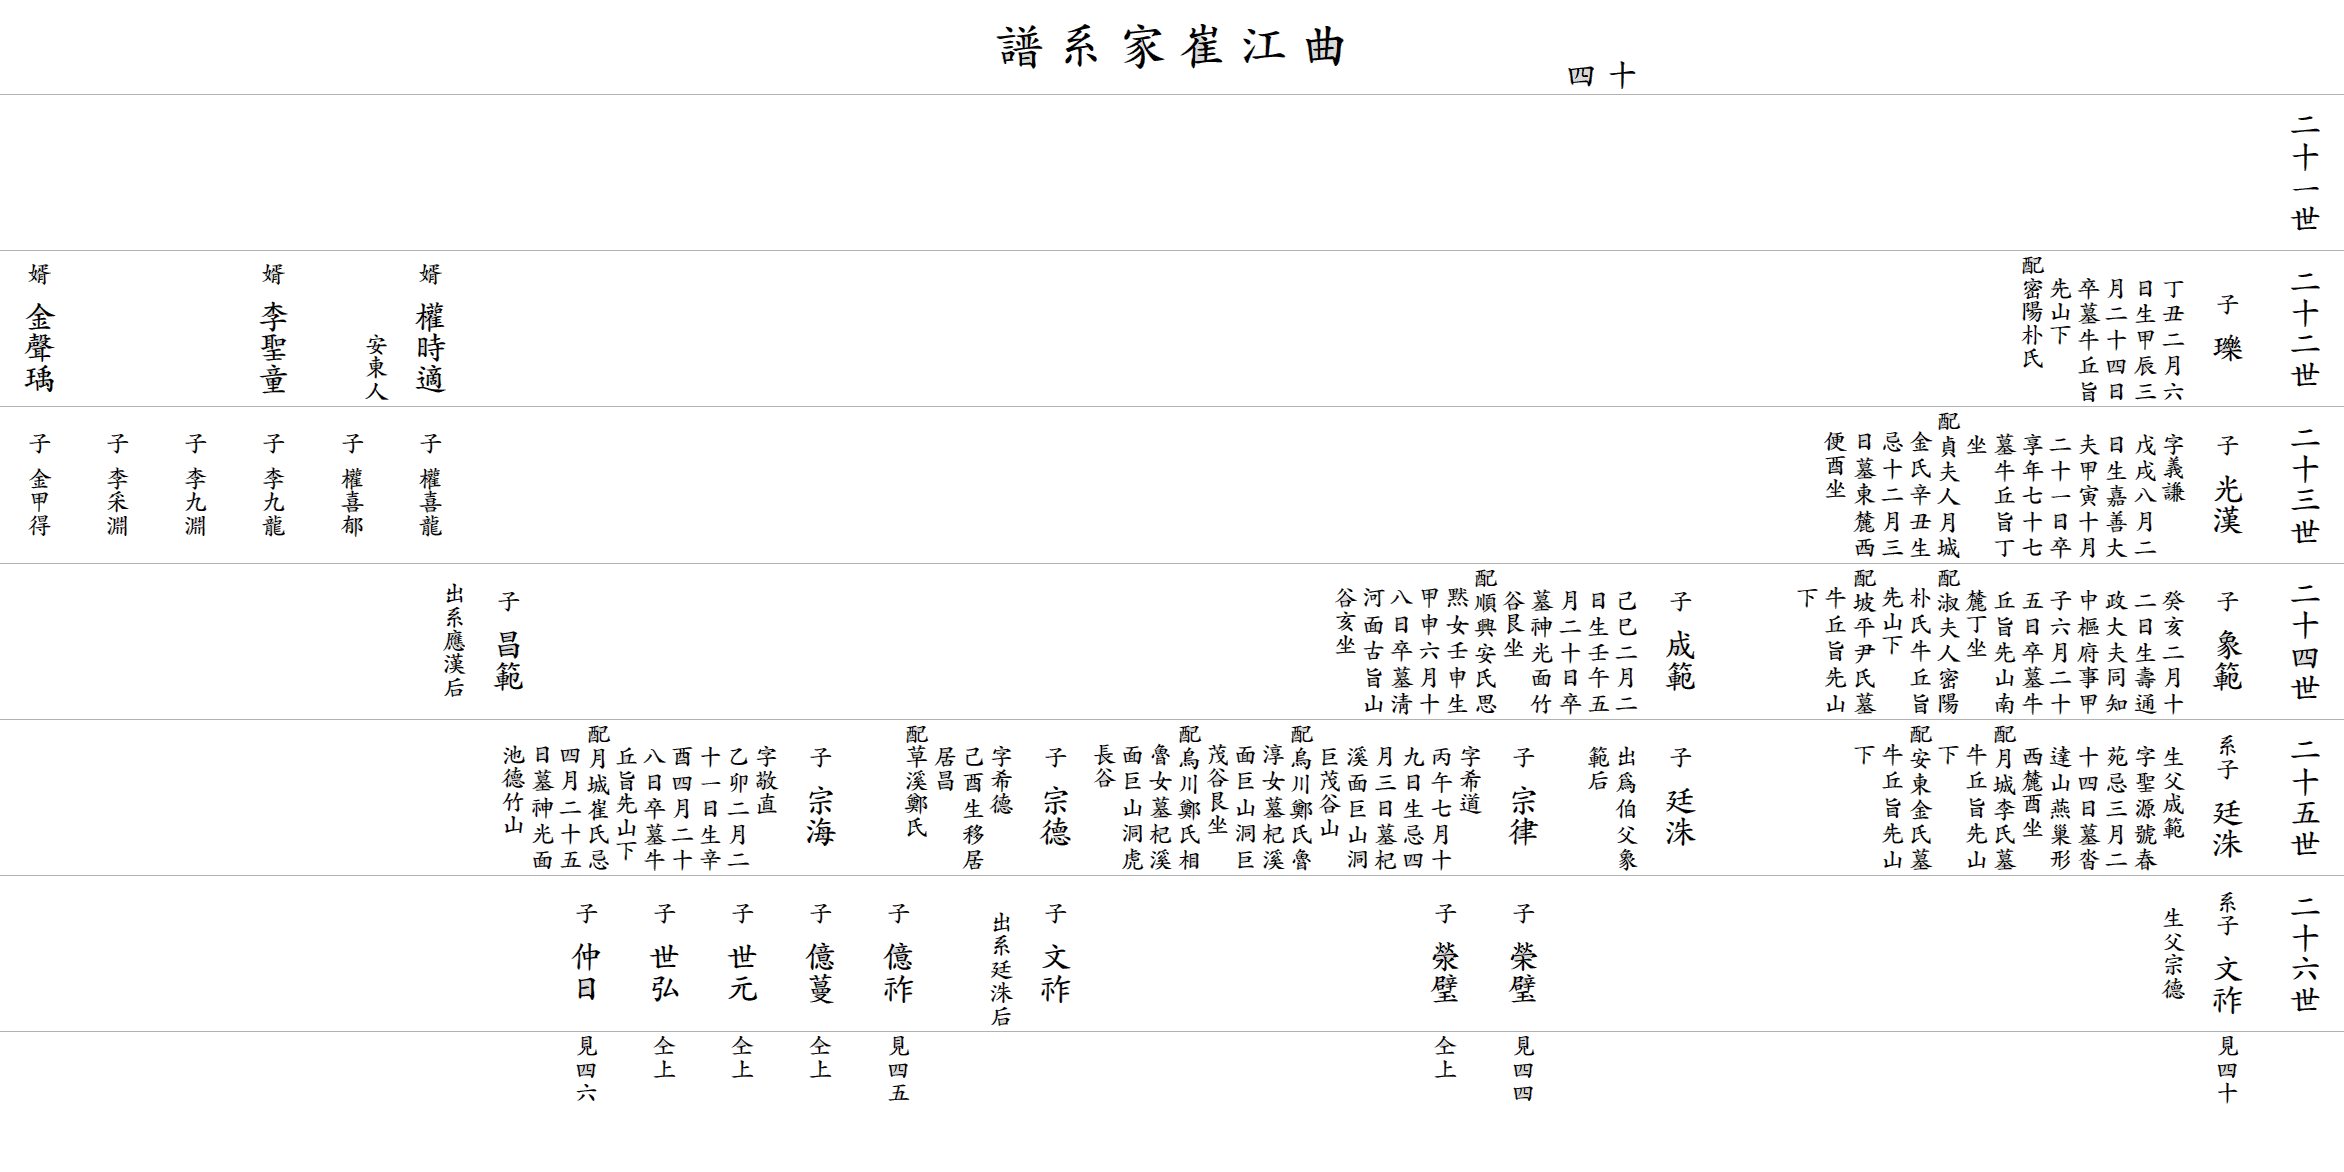 曲江崔家系譜
十四
二十一世
二十二世
子 瓅
丁丑二月六
日生甲辰三
月二十四日
卒墓牛丘旨
先山下
配密陽朴氏
婿 權時適
安東人
婿 李聖童
婿 金聲瑀
二十三世
子 光漢
字義謙
戊戌八月二
日生嘉善大
夫甲寅十月
二十一日卒
享年七十七
墓牛丘旨丁
坐
配貞夫人月城
金氏辛丑生
忌十二月三
日墓東麓酉
便酉坐
子 權喜龍
子 權喜郁
子 李九龍
子 李九淵
子 李采淵
子 金甲得
二十四世
子 象範
癸亥二月十
二日生壽通
政大夫同知
中樞府事甲
子六月二十
五日卒墓牛
丘旨先山南
麓丁坐
配淑夫人密陽
朴氏牛丘旨
先山下
配坡平尹氏墓
牛丘旨先山
下
子 成範
己巳二月二
日生壬午五
月二十日卒
墓神光面竹
谷艮坐
配順興安氏思
黙女壬申生
甲申六月十
八日卒墓清
河面古旨山
谷亥坐
子 昌範
出系應漢后
二十五世
系子 廷洙
生父成範
字聖源號春
苑忌三月二
十四日墓沓
達山燕巢形
西麓酉坐
配月城李氏墓
牛丘旨先山
下
配安東金氏墓
牛丘旨先山
下
子 廷洙
出爲伯父象
範后
子 宗律
字希道
丙午七月十
九日生忌四
月三日墓杞
溪面巨山洞
巨茂谷山
配烏川鄭氏魯
淳女墓杞溪
面巨山洞巨
茂谷艮坐
配烏川鄭氏相
魯女墓杞溪
面巨山洞虎
長谷
子 宗德
字希德
己酉生移居
居昌
配草溪鄭氏
子 宗海
字敬直
乙卯二月二
十一日生辛
酉四月二十
八日卒墓牛
丘旨先山下
配月城崔氏忌
四月二十五
日墓神光面
池德竹山
二十六世
系子 文祚
生父宗德
見四十
子 榮璧
見四四
子 榮璧
仝上
子 文祚
出系廷洙后
子 億祚
見四五
子 億蔓
仝上
子 世元
仝上
子 世弘
仝上
子 仲日
見四六